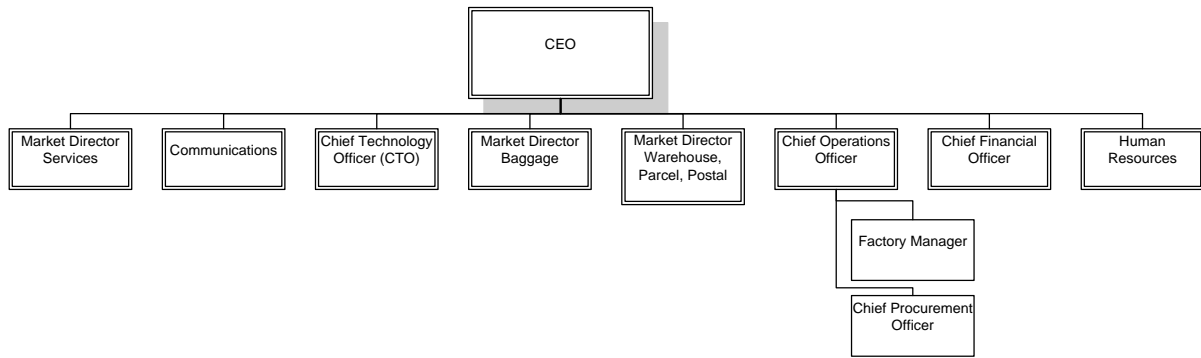 CEO
Market Director
Services
Communications
Chief Technology
Officer (CTO)
Market Director
Baggage
Market Director
Warehouse,
Parcel, Postal
Chief Operations
Officer
Chief Financial
Officer
Human
Resources
Factory Manager
Chief Procurement
Officer